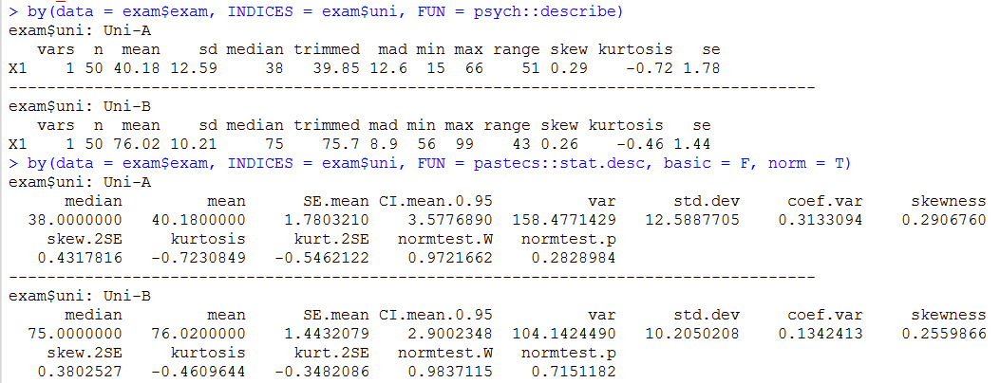 > by(data = exam$exam, INDICES = exam$uni, FUN = psych::describe)
exam$uni: Uni-A
   vars  n  mean    sd median trimmed  mad min max range skew kurtosis   se
X1    1 50 40.18 12.59     38   39.85 12.6  15  66    51 0.29    -0.72 1.78
-------------------------------------------------------------------------------------
exam$uni: Uni-B
   vars  n  mean    sd median trimmed mad min max range skew kurtosis   se
X1    1 50 76.02 10.21     75    75.7 8.9  56  99    43 0.26    -0.46 1.44
> by(data = exam$exam, INDICES = exam$uni, FUN = pastecs::stat.desc, basic = F, norm = T)
exam$uni: Uni-A
      median         mean      SE.mean CI.mean.0.95          var      std.dev     coef.var     skewness
  38.0000000   40.1800000    1.7803210    3.5776890  158.4771429   12.5887705    0.3133094    0.2906760
    skew.2SE     kurtosis     kurt.2SE   normtest.W   normtest.p
   0.4317816   -0.7230849   -0.5462122    0.9721662    0.2828984
-------------------------------------------------------------------------------------
exam$uni: Uni-B
      median         mean      SE.mean CI.mean.0.95          var      std.dev     coef.var     skewness
  75.0000000   76.0200000    1.4432079    2.9002348  104.1424490   10.2050208    0.1342413    0.2559866
    skew.2SE     kurtosis     kurt.2SE   normtest.W   normtest.p
   0.3802527   -0.4609644   -0.3482086    0.9837115    0.7151182